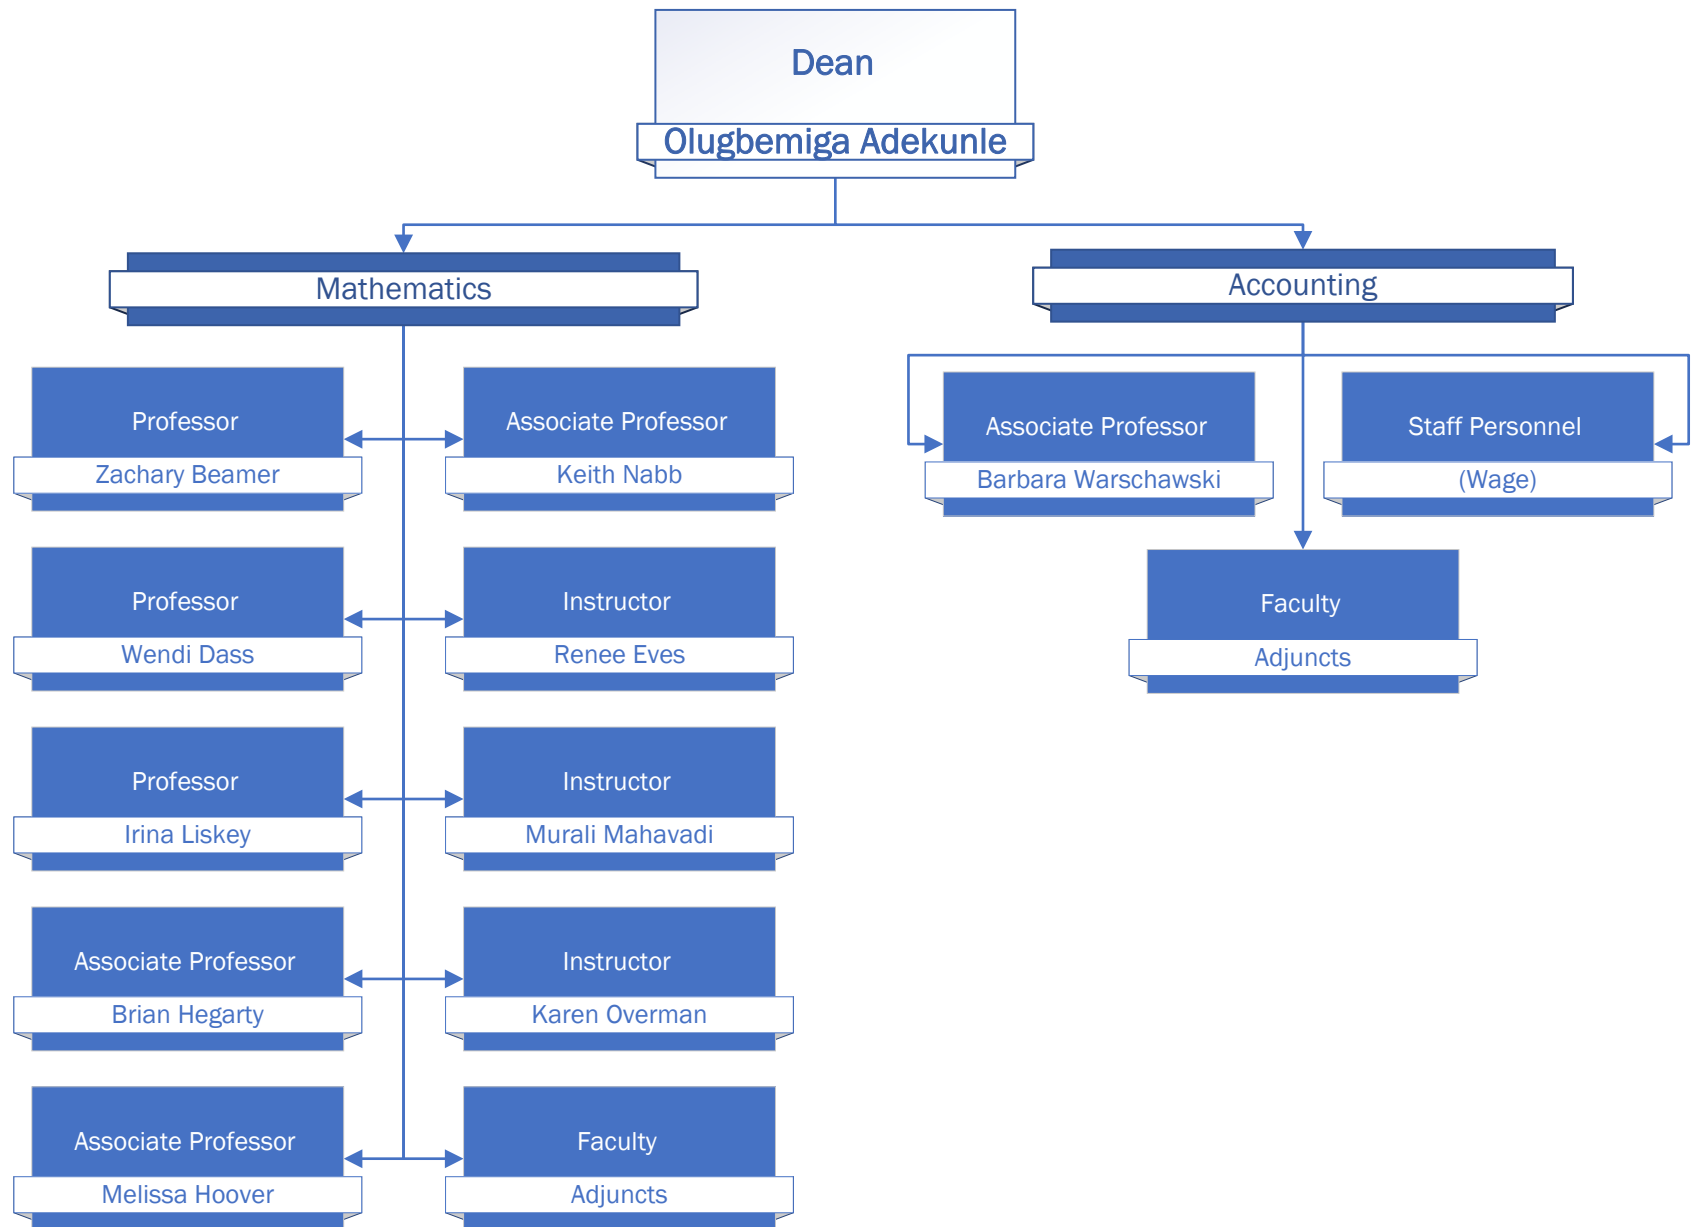 Dean
Olugbemiga Adekunle
Mathematics
Accounting
Professor
Zachary Beamer
Associate Professor
Keith Nabb
Associate Professor
Barbara Warschawski
Staff Personnel
(Wage)
Professor
Wendi Dass
Instructor
Renee Eves
Faculty
Adjuncts
Professor
Irina Liskey
Instructor
Murali Mahavadi
Associate Professor
Brian Hegarty
Instructor
Karen Overman
Associate Professor
Melissa Hoover
Faculty
Adjuncts